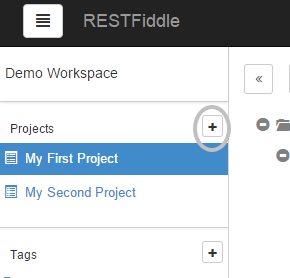 RESTFiddle
Demo Workspace
Projects
My First Project
My Second Project
Tags